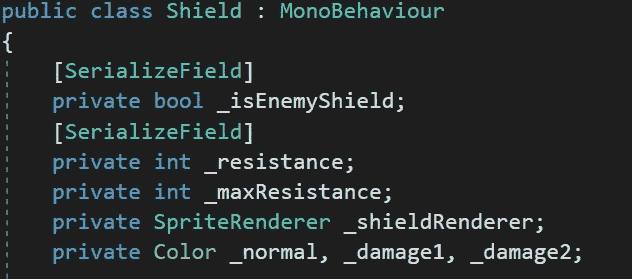 public class Shield : MonoBehaviour
{
[SerializeField]
private bool _isEnemyShield;
[SerializeField]
private int _resistance;
private int _maxResistance;
private SpriteRenderer _shieldRenderer;
private Color _normal, _damage1, _damage2;